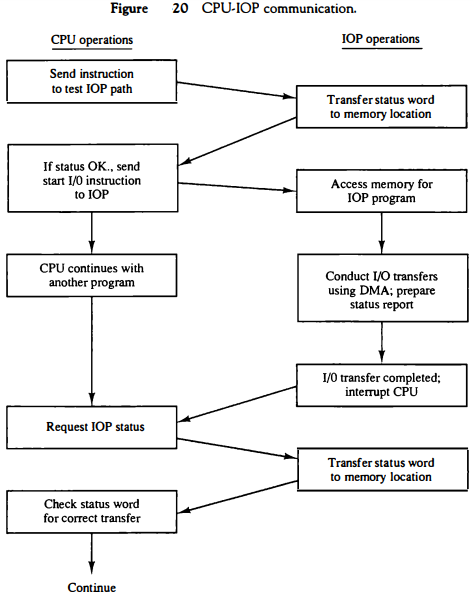 Figure 20 CPU-IOP communication.
CPU operations
IOP operations
Send instruction
to test IOP path
Transfer status word
to memory location
If status OK., send
start I/0 instruction
to IOP
Access memory for
IOP program
CPU continues with
another program
Conduct I/O transfers
using DMA; prepare
status report
I/0 transfer completed;
interrupt CPU
Request IOP status
Transfer status word
to memory location
Check status word
for correct transfer
Continue